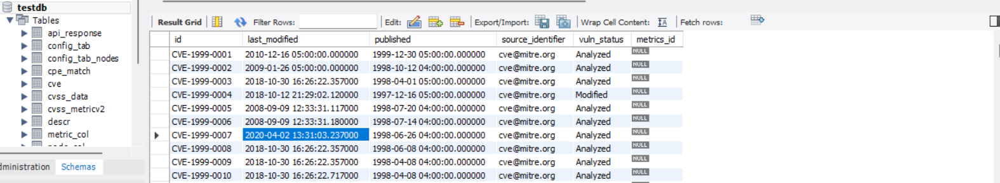 testdb
Tables
api_response
config_tab
config_tab_nodes
cpe_match
cve
cvss_data
cvss_metricv2
descr
metric_col
dministration Schemas
Result Grid Filter Rows: Edit: Export/Import: Wrap Cell Content: IA Fetch rows:
id last_modified published source_identifier vuln_status metrics_id
CVE-1999-0001 2010-12-16 05:00:00.000000 1999-12-30 05:00:00.000000 cve@mitre.org Analyzed NULL
CVE-1999-0002 2009-01-26 05:00:00.000000 1998-10-12 04:00:00.000000 cve@mitre.org Analyzed NULL
CVE-1999-0003 2018-10-30 16:26:22.357000 1998-04-01 05:00:00.000000 cve@mitre.org Analyzed NULL
CVE-1999-0004 2018-10-12 21:29:02.120000 1997-12-16 05:00:00.000000 cve@mitre.org Modified NULL
CVE-1999-0005 2008-09-09 12:33:31.117000 1998-07-20 04:00:00.000000 cve@mitre.org Analyzed NULL
CVE-1999-0006 2008-09-09 12:33:31.180000 1998-07-14 04:00:00.000000 cve@mitre.org Analyzed NULL
CVE-1999-0007 2020-04-02 13:31:03.237000 1998-06-26 04:00:00.000000 cve@mitre.org Analyzed NULL
CVE-1999-0008 2018-10-30 16:26:22.357000 1998-06-08 04:00:00.000000 cve@mitre.org Analyzed NULL
CVE-1999-0009 2018-10-30 16:26:22.357000 1998-04-08 04:00:00.000000 cve@mitre.org Analyzed NULL
CVE-1999-0010 2018-10-30 16:26:22.717000 1998-04-08 04:00:00.000000 cve@mitre.org Analyzed NULL